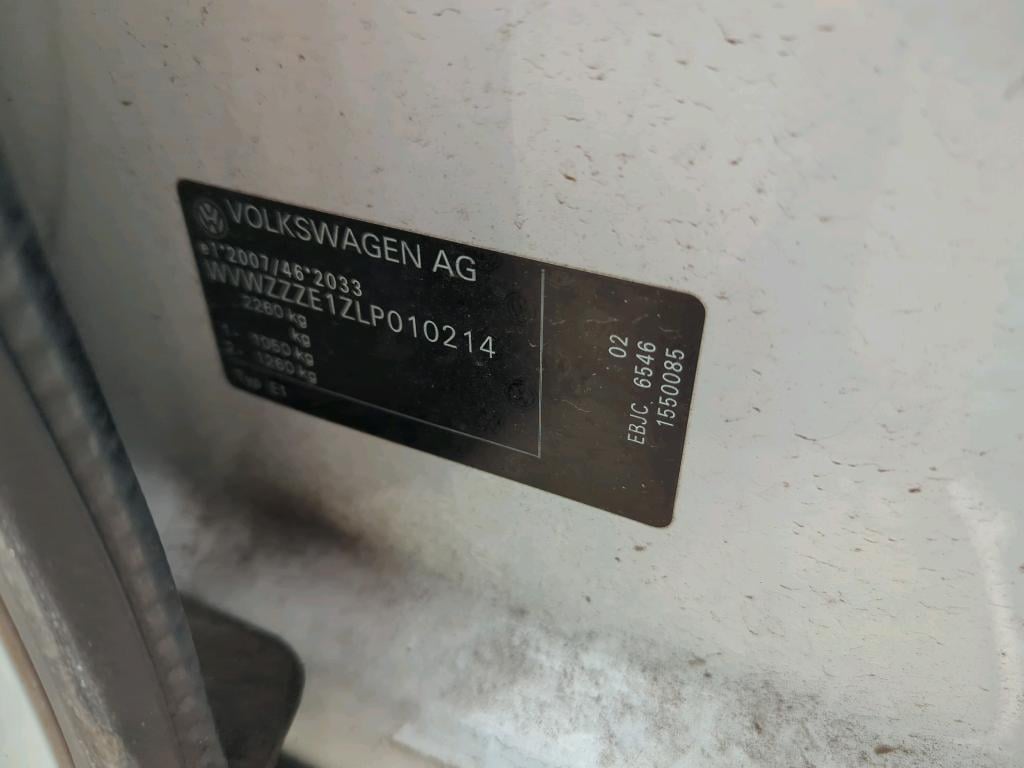 VOLKSWAGEN AG
e1*2007/46*2033
WVWZZZE1ZLP010214
2260 kg
kg
1.- 1050 kg
2.- 1260 kg
Typ E1
02
EBJC 6546
1550085